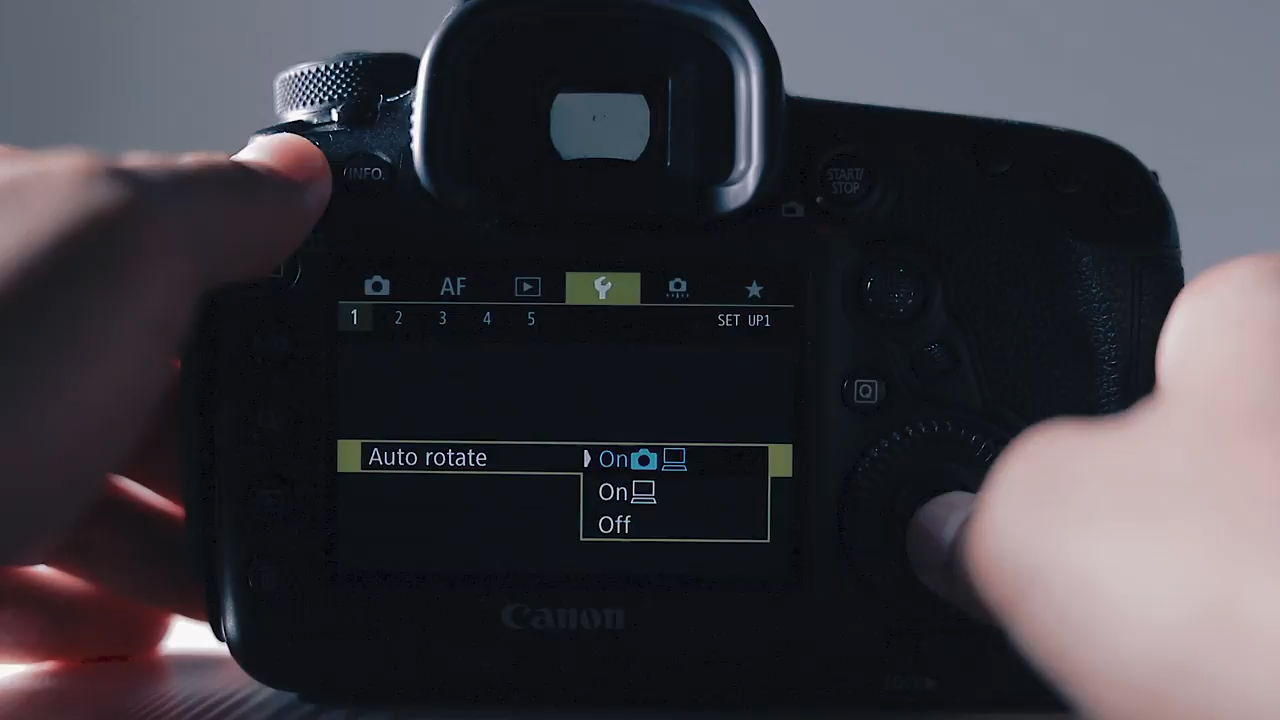 INFO.
START/
STOP
AF
1 2 3 4 5 SET UP1
Q
Auto rotate On
On
Off
Canon